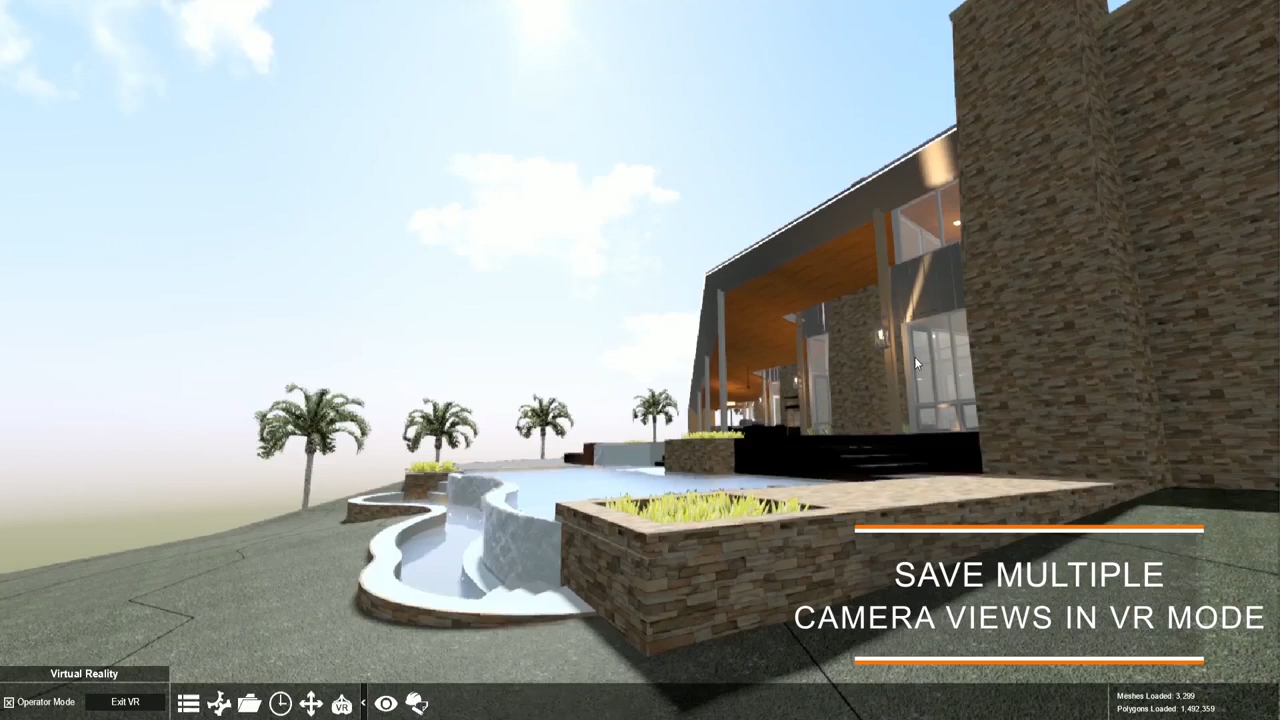 SAVE MULTIPLE
CAMERA VIEWS IN VR MODE
Virtual Reality
Operator Mode
Exit VR
VR
Meshes Loaded: 3,299
Polygons Loaded: 1,492,359